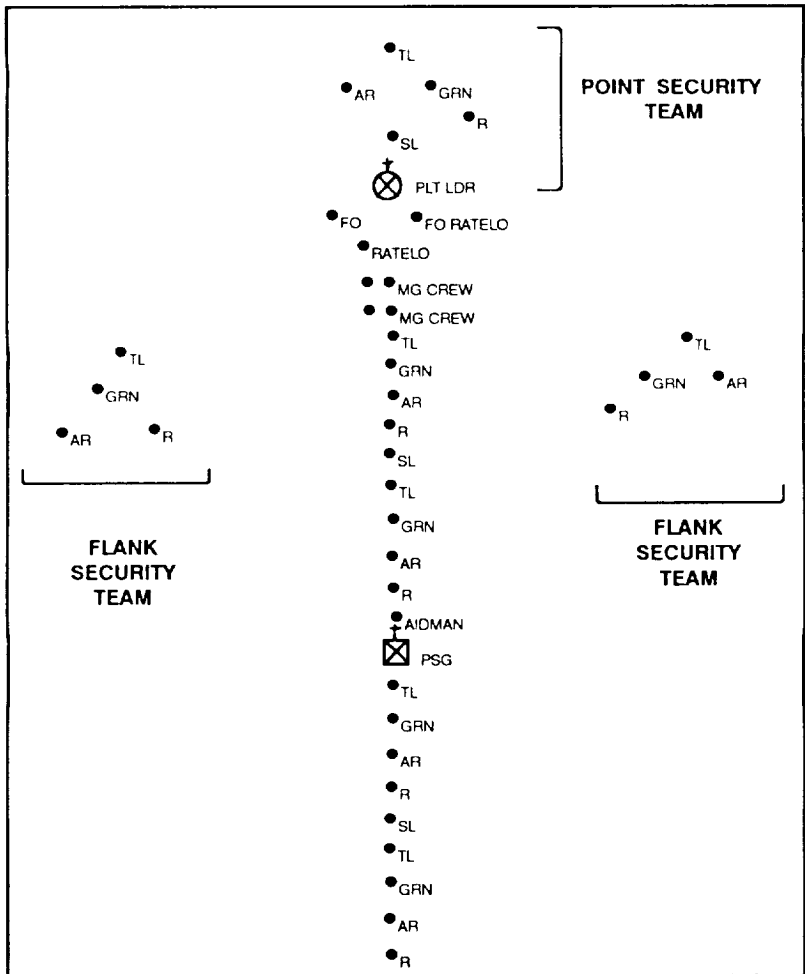 TL
AR
GRN
R
SL
PLT LDR
POINT SECURITY
TEAM
FO
FO RATELO
RATELO
MG CREW
MG CREW
TL
GRN
AR
R
SL
TL
GRN
AR
R
AIDMAN
PSG
TL
GRN
AR
R
SL
TL
GRN
AR
R
TL
GRN
AR
R
FLANK
SECURITY
TEAM
TL
GRN
AR
R
FLANK
SECURITY
TEAM